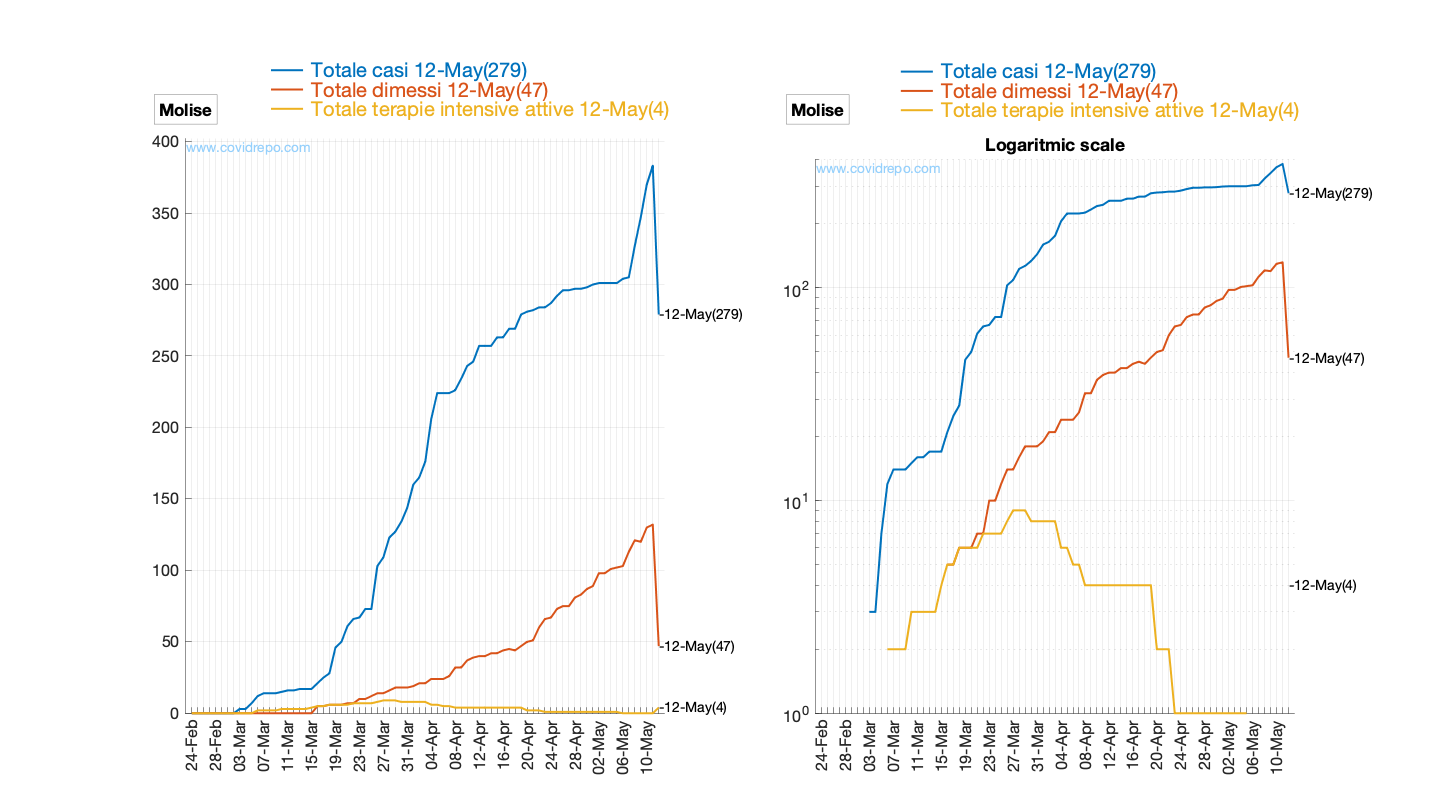 Totale casi 12-May(279)
Totale dimessi 12-May(47)
Totale terapie intensive attive 12-May(4)
Molise
www.covidrepo.com
400
350
300
250
200
150
100
50
0
-12-May(279)
-12-May(47)
-12-May(4)
24-Feb
28-Feb
03-Mar
07-Mar
11-Mar
15-Mar
19-Mar
23-Mar
27-Mar
31-Mar
04-Apr
08-Apr
12-Apr
16-Apr
20-Apr
24-Apr
28-Apr
02-May
06-May
10-May
Totale casi 12-May(279)
Totale dimessi 12-May(47)
Totale terapie intensive attive 12-May(4)
Molise
Logaritmic scale
www.covidrepo.com
10²
10¹
10⁰
-12-May(279)
-12-May(47)
-12-May(4)
24-Feb
28-Feb
03-Mar
07-Mar
11-Mar
15-Mar
19-Mar
23-Mar
27-Mar
31-Mar
04-Apr
08-Apr
12-Apr
16-Apr
20-Apr
24-Apr
28-Apr
02-May
06-May
10-May